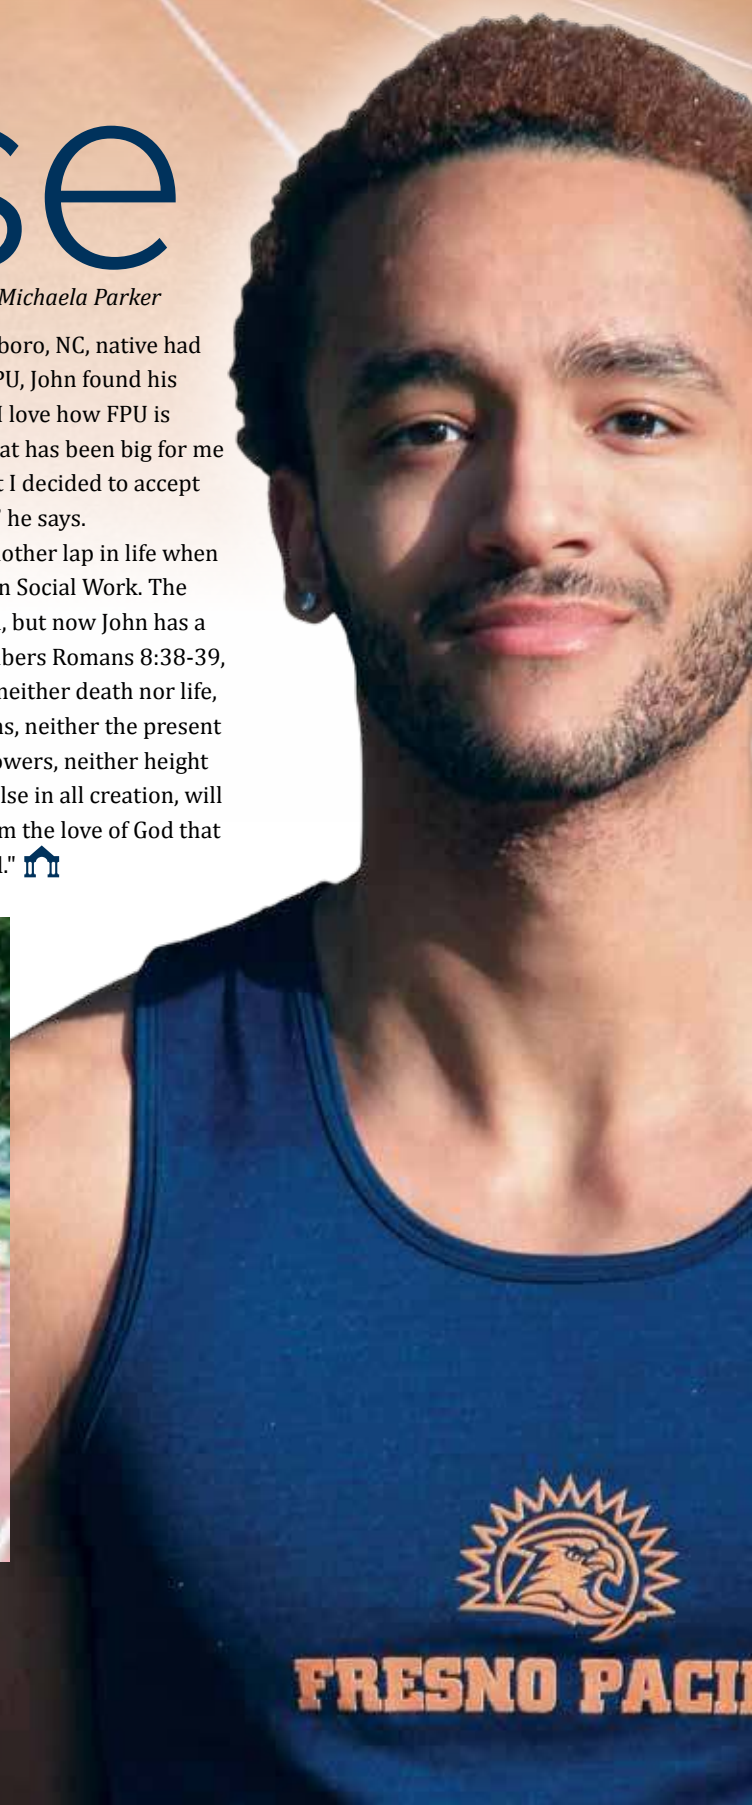 se
Michaela Parker
boro, NC, native had
PU, John found his
I love how FPU is
at has been big for me
t I decided to accept
" he says.
other lap in life when
n Social Work. The
, but now John has a
bers Romans 8:38-39,
neither death nor life,
ns, neither the present
owers, neither height
lse in all creation, will
m the love of God that
."
FRESNO PACI